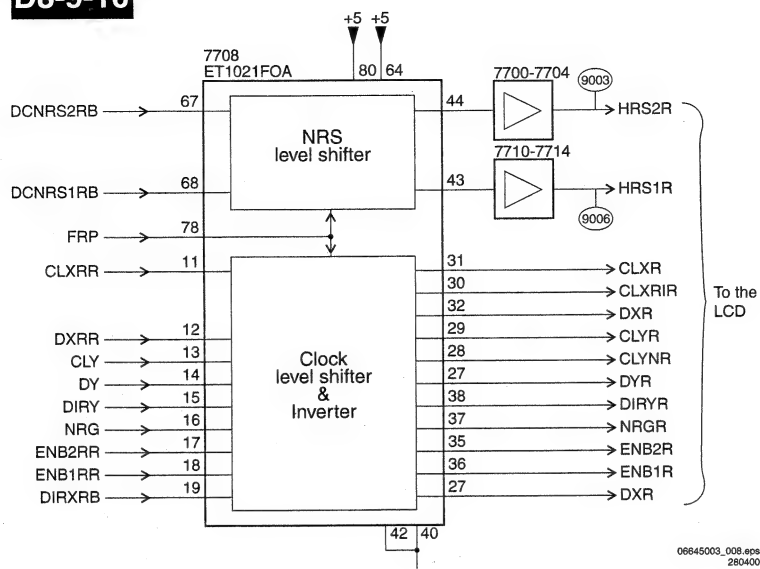 D8-9-10
+5 +5
7708
ET1021FOA
80 64
7700-7704
9003
DCNRS2RB 67
44
HRS2R
NRS
level shifter
7710-7714
DCNRS1RB 68
43
HRS1R
9006
FRP 78
CLXRR 11
31 CLXR
30 CLXRIR
32 DXR
DXRR 12
29 CLYR
CLY 13
28 CLYNR
DY 14
27 DYR
DIRY 15
38 DIRYR
NRG 16
37 NRGR
ENB2RR 17
35 ENB2R
ENB1RR 18
36 ENB1R
DIRXRB 19
27 DXR
Clock
level shifter
&
Inverter
To the
LCD
42 40
06645003_008.eps
280400